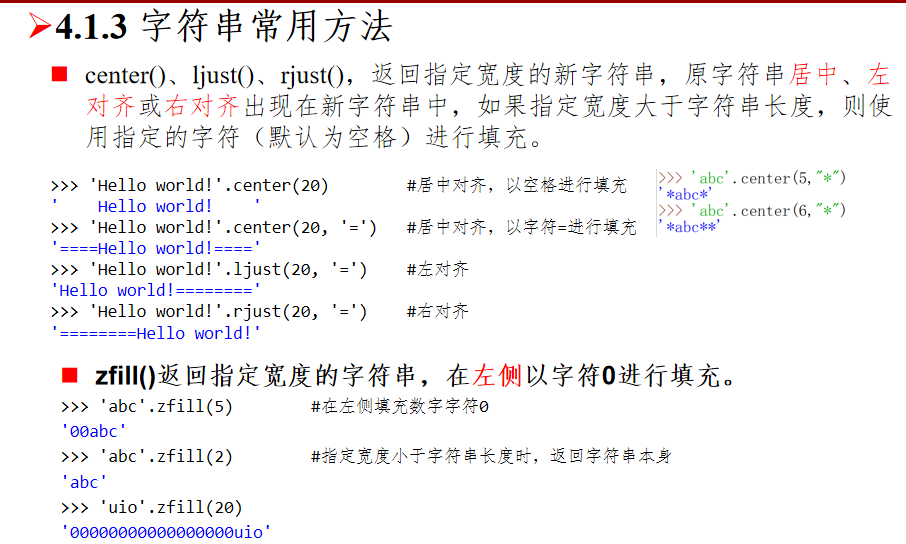 ➢4.1.3 字符串常用方法
■ center()、ljust()、rjust()，返回指定宽度的新字符串，原字符串居中、左
对齐或右对齐出现在新字符串中，如果指定宽度大于字符串长度，则使
用指定的字符（默认为空格）进行填充。
>>> 'Hello world!'.center(20)        #居中对齐，以空格进行填充
'    Hello world!    '
>>> 'Hello world!'.center(20, '=')   #居中对齐，以字符=进行填充
'====Hello world!===='
>>> 'Hello world!'.ljust(20, '=')    #左对齐
'Hello world!========'
>>> 'Hello world!'.rjust(20, '=')    #右对齐
'========Hello world!'
>>> 'abc'.center(5,"*")
'*abc*'
>>> 'abc'.center(6,"*")
'*abc**'
■ zfill()返回指定宽度的字符串，在左侧以字符0进行填充。
>>> 'abc'.zfill(5)        #在左侧填充数字字符0
'00abc'
>>> 'abc'.zfill(2)        #指定宽度小于字符串长度时，返回字符串本身
'abc'
>>> 'uio'.zfill(20)
'00000000000000000uio'